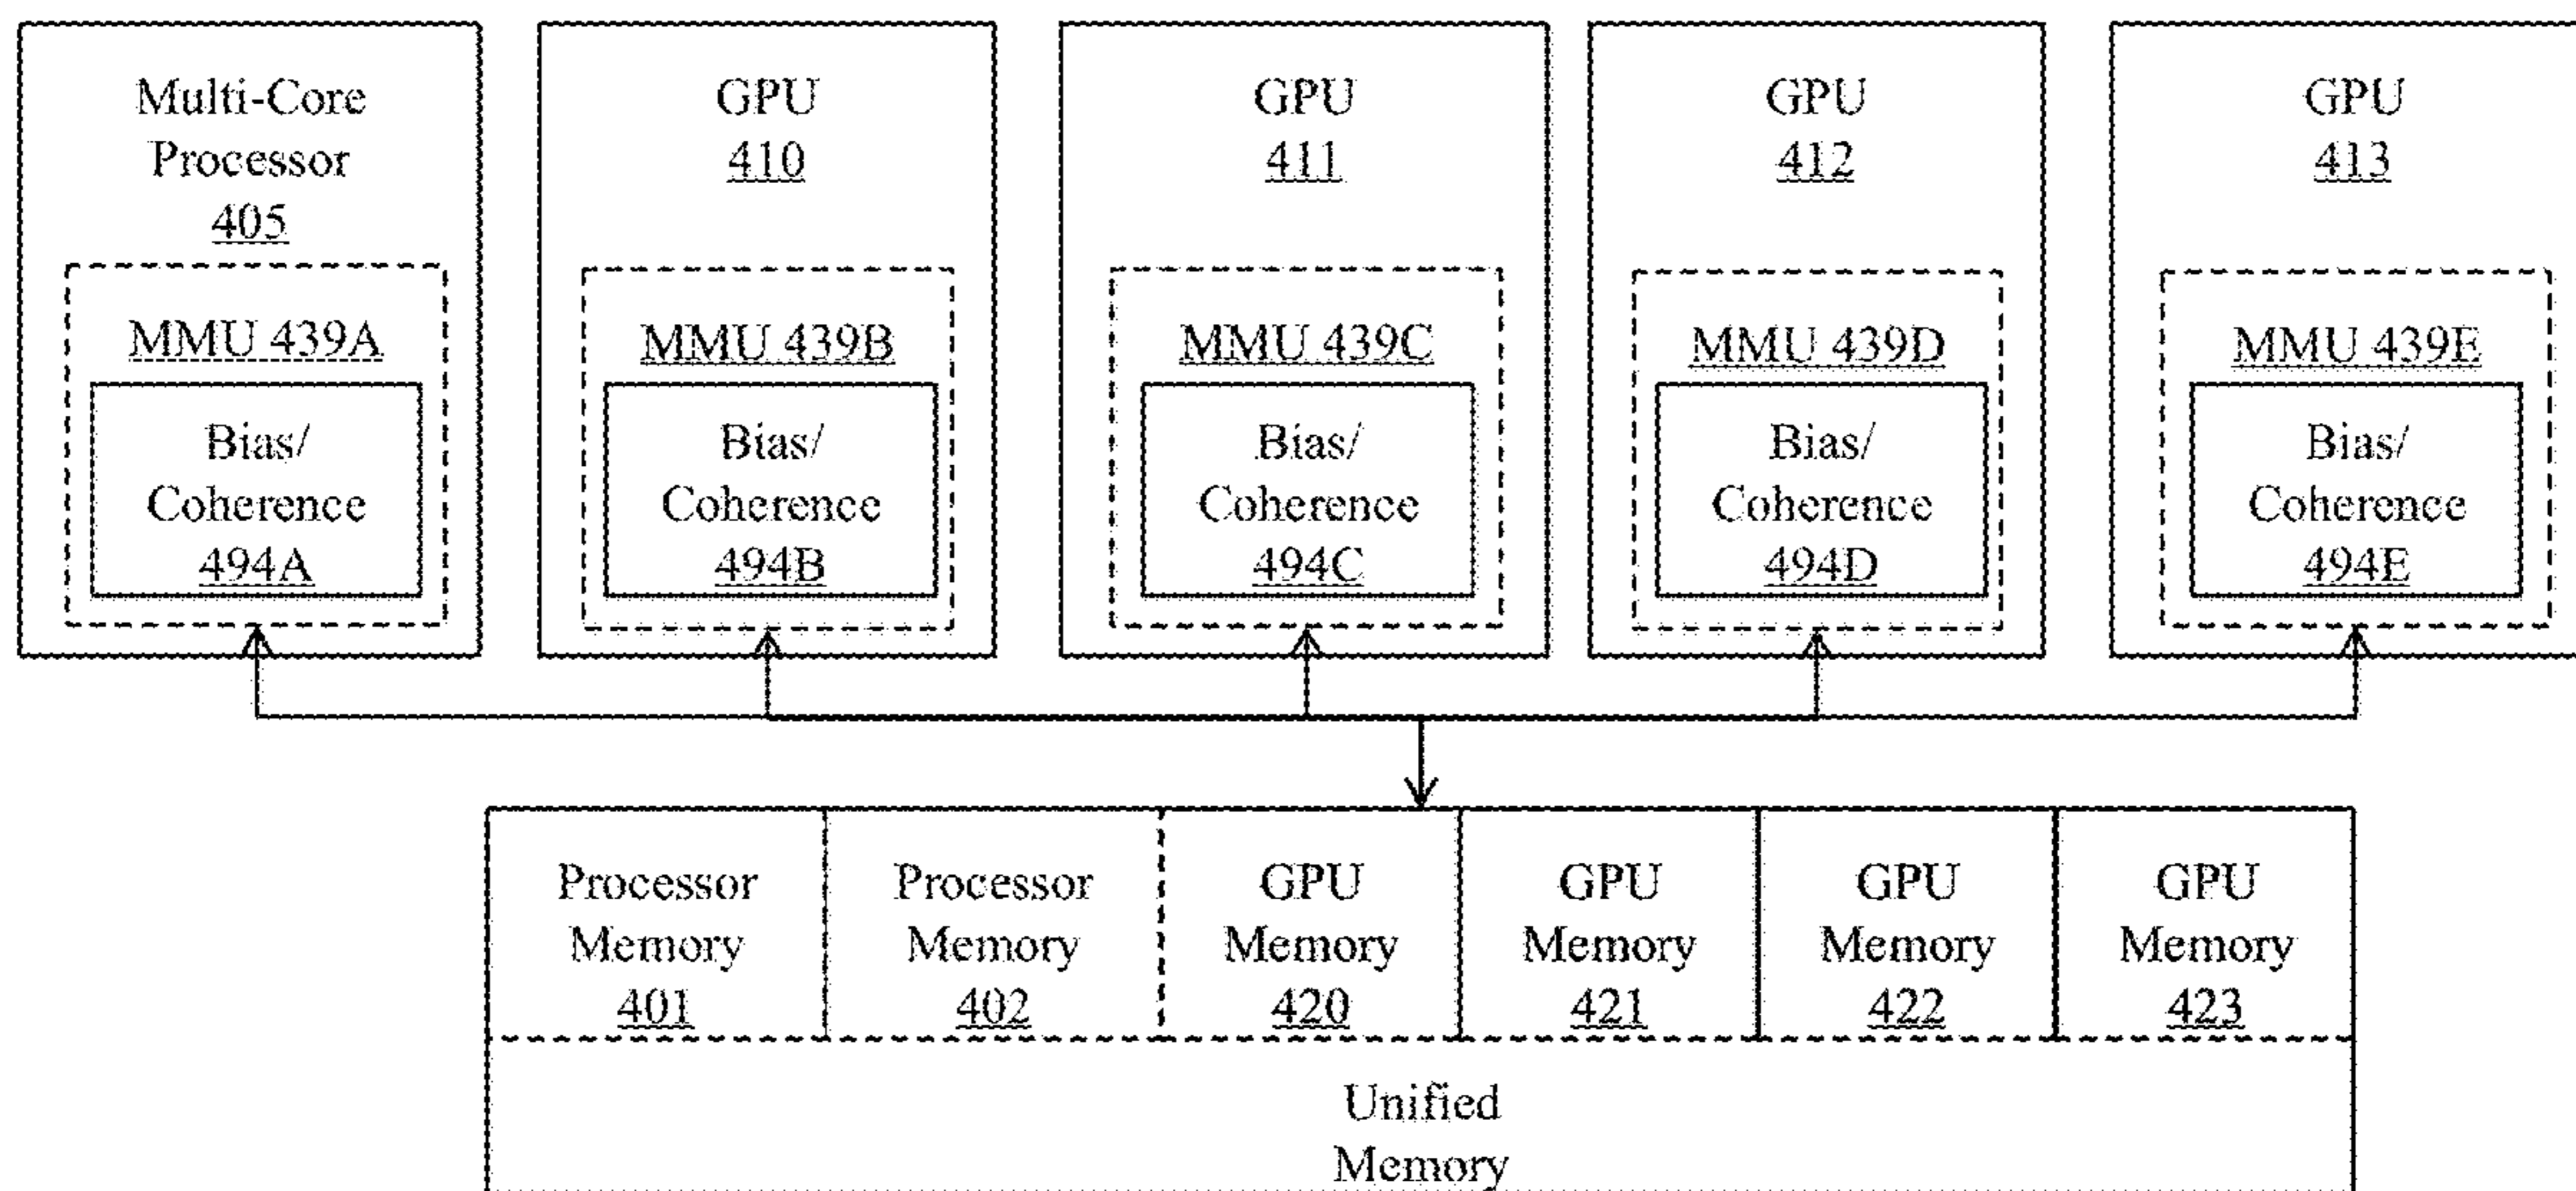 Multi-Core
Processor
405
MMU 439A
Bias/
Coherence
494A
GPU
410
MMU 439B
Bias/
Coherence
494B
GPU
411
MMU 439C
Bias/
Coherence
494C
GPU
412
MMU 439D
Bias/
Coherence
494D
GPU
413
MMU 439E
Bias/
Coherence
494E
Processor
Memory
401
Processor
Memory
402
GPU
Memory
420
GPU
Memory
421
GPU
Memory
422
GPU
Memory
423
Unified
Memory